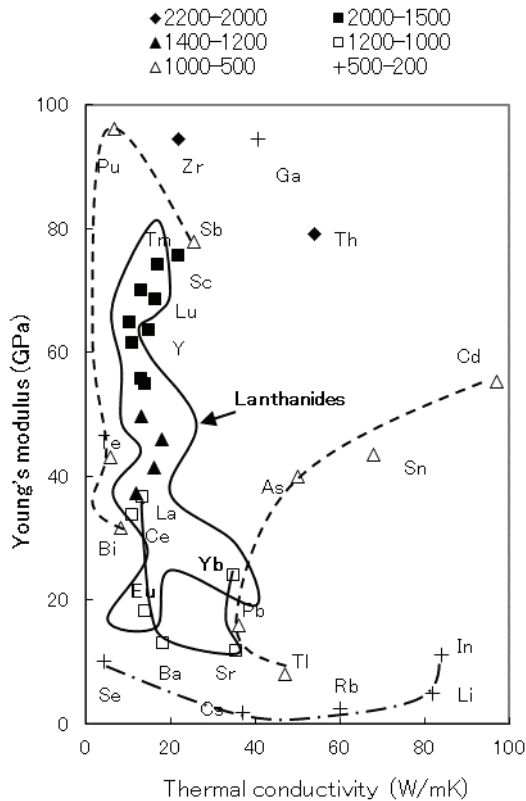 ◆2200-2000 ■2000-1500
▲1400-1200 □1200-1000
△1000-500 +500-200
100
Pu Zr Ga
80
Tm Sb Th
Sc
Lu
60
Y
Cd
Lanthanides
Te Sn
40
As
La
Bi Ce
Yb
20
Eu
Pb
Tl In
Se Ba Sr Rb Li
Cs
0
0 20 40 60 80 100
Young's modulus (GPa)
Thermal conductivity (W/mK)